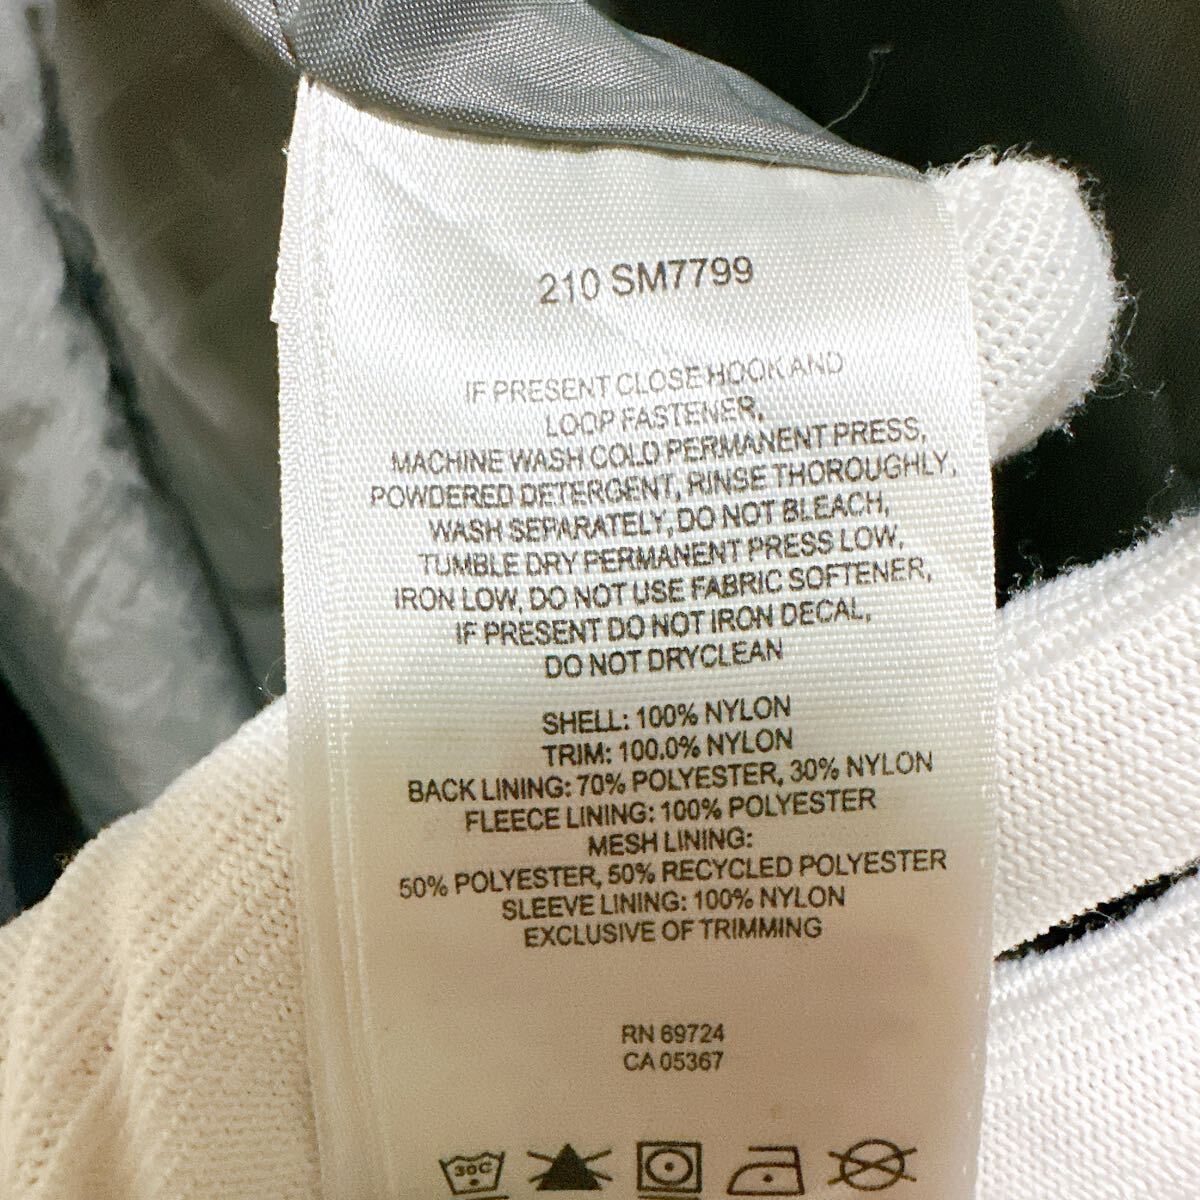 210 SM7799
IF PRESENT CLOSE HOOK AND
LOOP FASTENER,
MACHINE WASH COLD PERMANENT PRESS,
POWDERED DETERGENT, RINSE THOROUGHLY,
WASH SEPARATELY, DO NOT BLEACH,
TUMBLE DRY PERMANENT PRESS LOW,
IRON LOW, DO NOT USE FABRIC SOFTENER,
IF PRESENT DO NOT IRON DECAL,
DO NOT DRYCLEAN
SHELL: 100% NYLON
TRIM: 100.0% NYLON
BACK LINING: 70% POLYESTER, 30% NYLON
FLEECE LINING: 100% POLYESTER
MESH LINING:
50% POLYESTER, 50% RECYCLED POLYESTER
SLEEVE LINING: 100% NYLON
EXCLUSIVE OF TRIMMING
RN 69724
CA 05367
30C